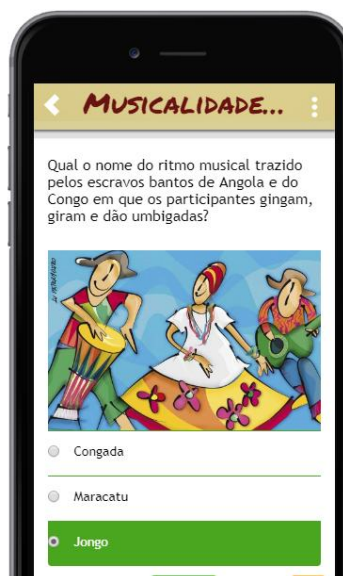 MUSICALIDADE...
Qual o nome do ritmo musical trazido
pelos escravos bantos de Angola e do
Congo em que os participantes gingam,
giram e dão umbigadas?
Congada
Maracatu
Jongo